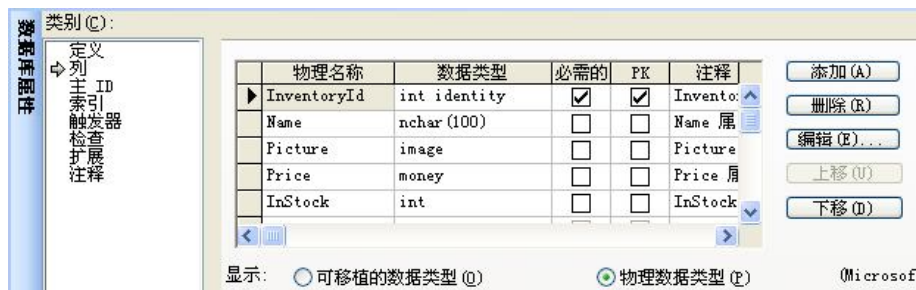 数据库属性
类别(C):
定义
列
主 ID
索引
触发器
检查
扩展
注释
物理名称 数据类型 必需的 PK 注释
InventoryId int identity Invento
Name nchar(100) Name 属
Picture image Picture
Price money Price 属
InStock int InStock
添加(A)
删除(R)
编辑(E)...
上移(U)
下移(D)
显示: 可移植的数据类型(O) 物理数据类型(P) (Microsof